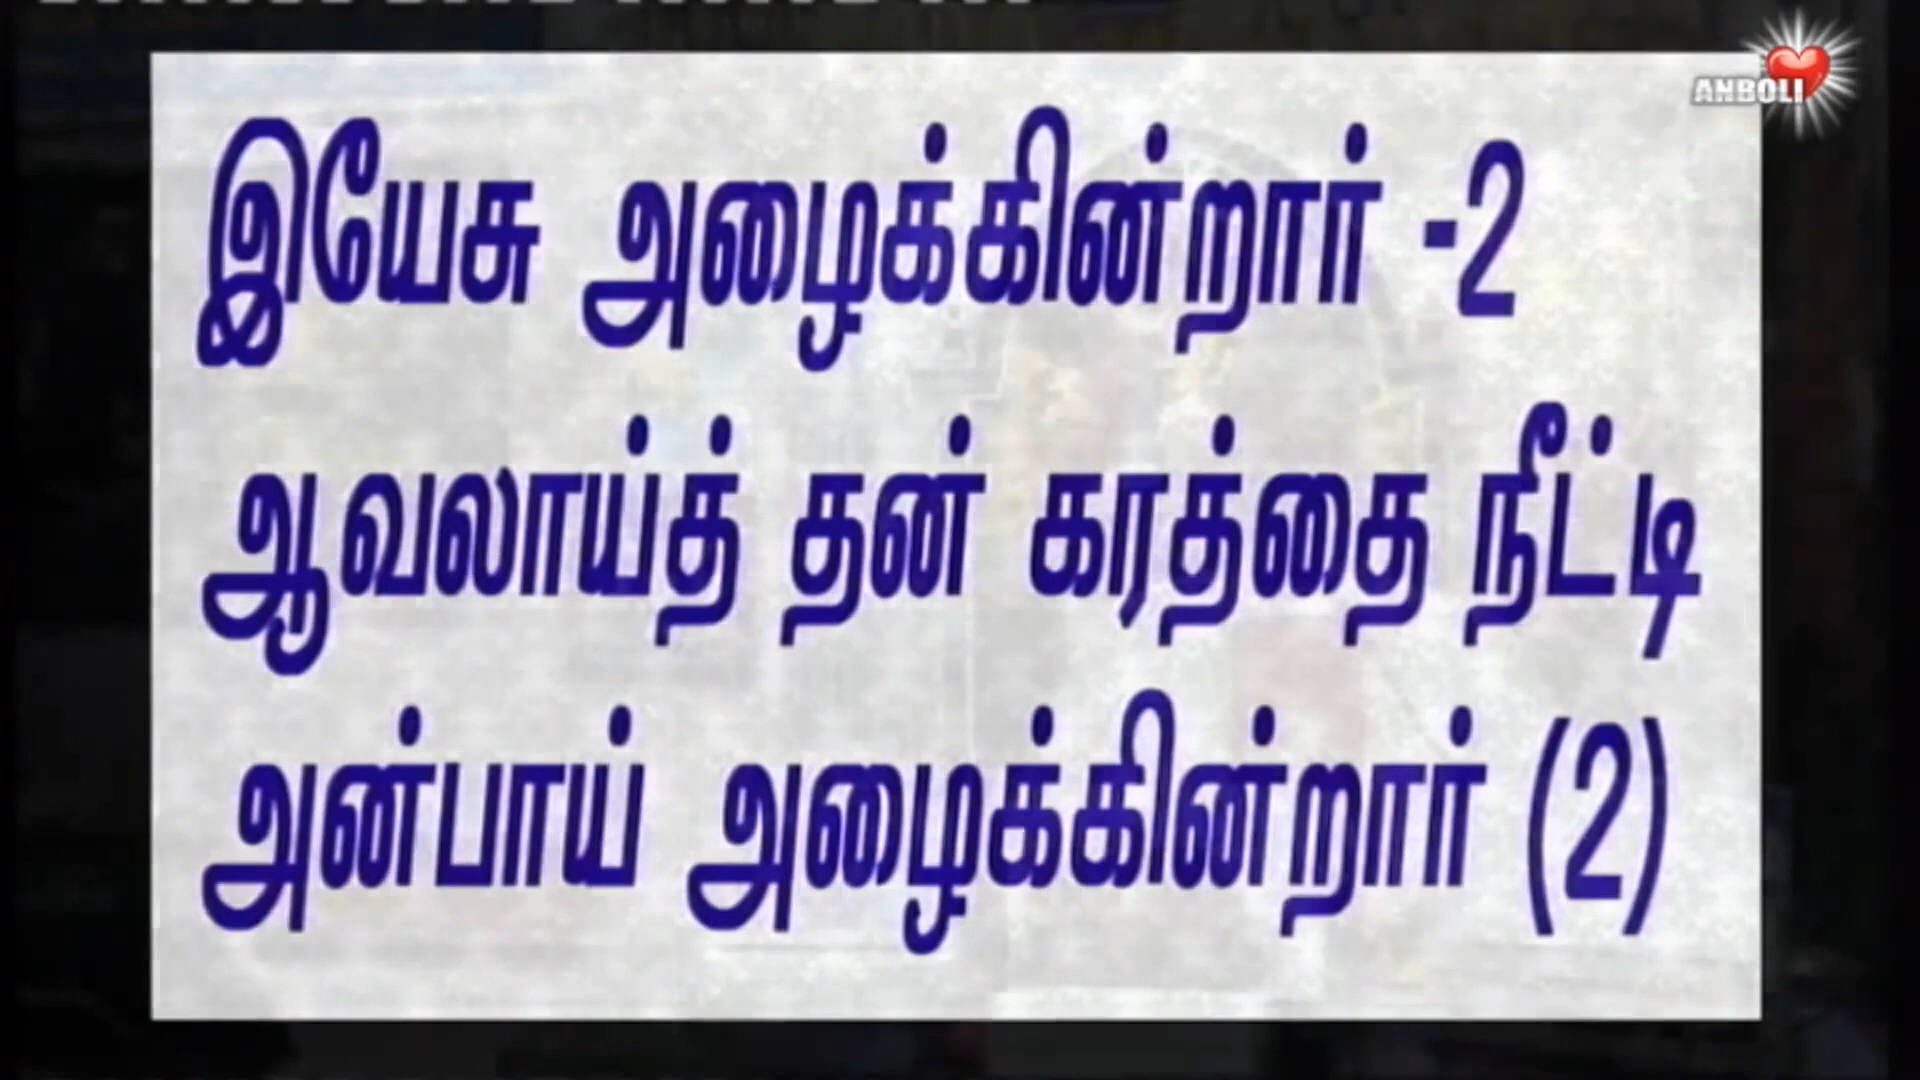 ANBOLI
இயேசு அழைக்கின்றார் -2
ஆவலாய்த் தன் கரத்தை நீட்டி
அன்பாய் அழைக்கின்றார் (2)